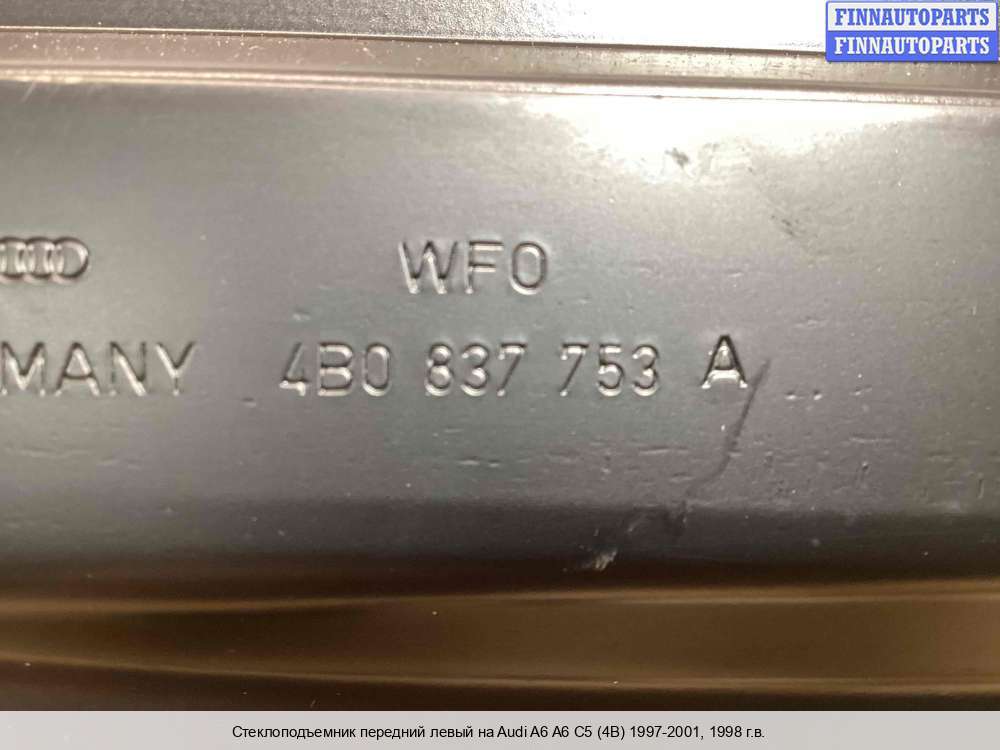 FINNAUTOPARTS
FINNAUTOPARTS
WFO
MANY 4B0 837 753 A
Стеклоподъемник передний левый на Audi A6 A6 C5 (4B) 1997-2001, 1998 г.в.